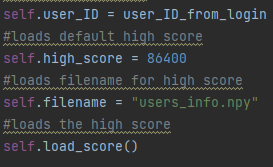 self.user_ID = user_ID_from_login
#loads default high score
self.high_score = 86400
#loads filename for high score
self.filename = "users_info.npy"
#loads the high score
self.load_score()